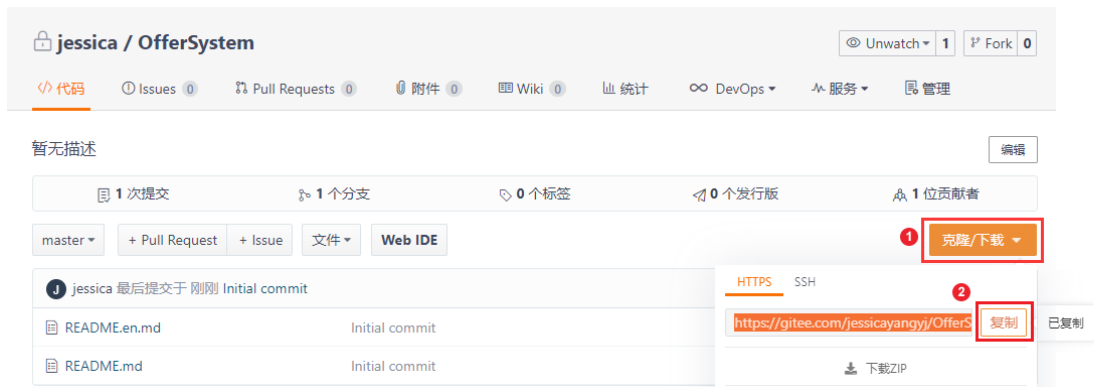 jessica / OfferSystem
Unwatch 1 Fork 0
代码 Issues 0 Pull Requests 0 附件 0 Wiki 0 统计 DevOps 服务 管理
暂无描述 编辑
1 次提交 1 个分支 0 个标签 0 个发行版 1 位贡献者
master + Pull Request + Issue 文件 Web IDE 1 克隆/下载
J jessica 最后提交于 刚刚 Initial commit HTTPS SSH
2
README.en.md Initial commit https://gitee.com/jessicayangyj/OfferS 复制 已复制
README.md Initial commit 下载ZIP